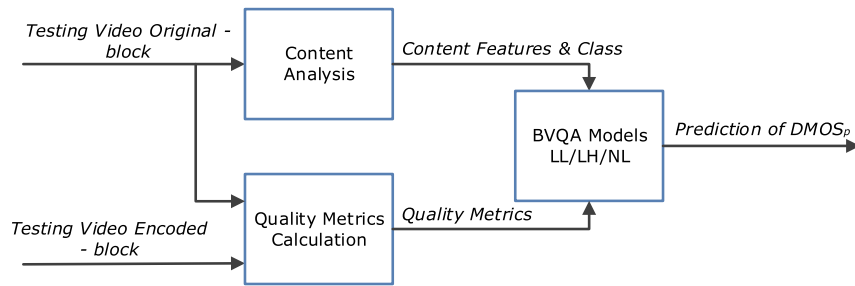 Testing Video Original -
block
Content
Analysis
Content Features & Class
BVQA Models
LL/LH/NL
Prediction of DMOSp
Testing Video Encoded
- block
Quality Metrics
Calculation
Quality Metrics